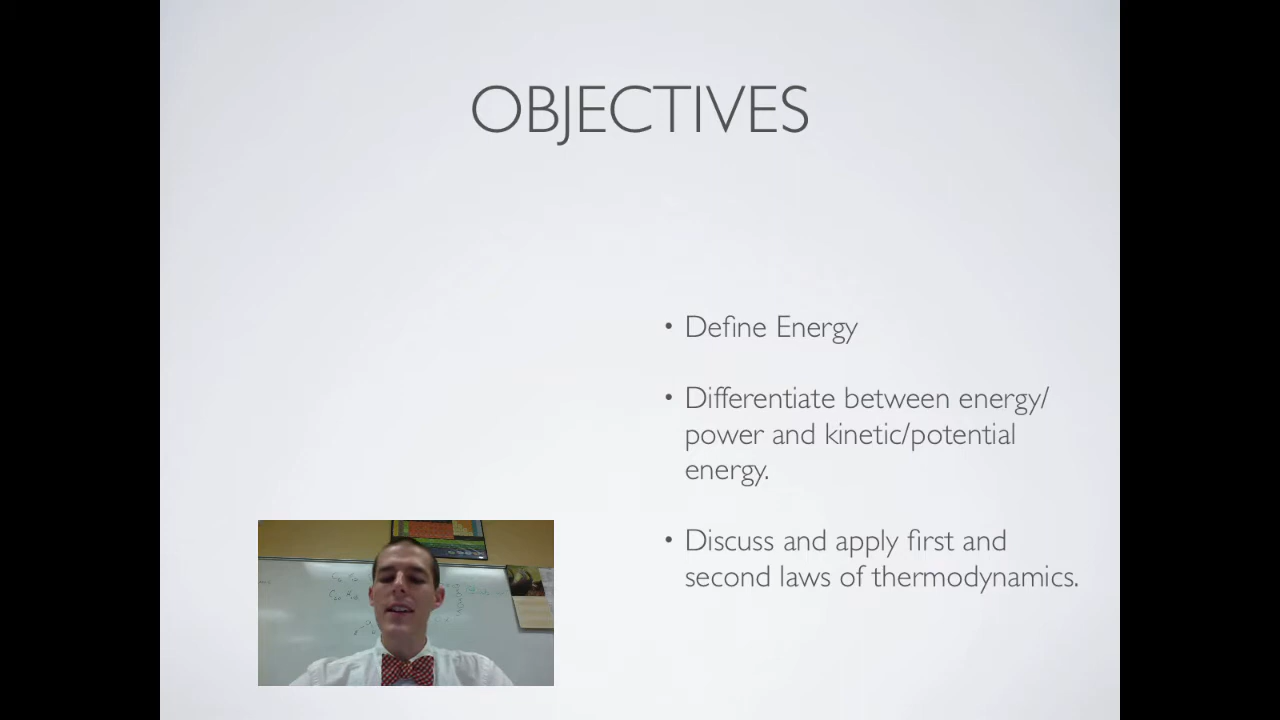 OBJECTIVES
• Define Energy
• Differentiate between energy/
power and kinetic/potential
energy.
• Discuss and apply first and
second laws of thermodynamics.